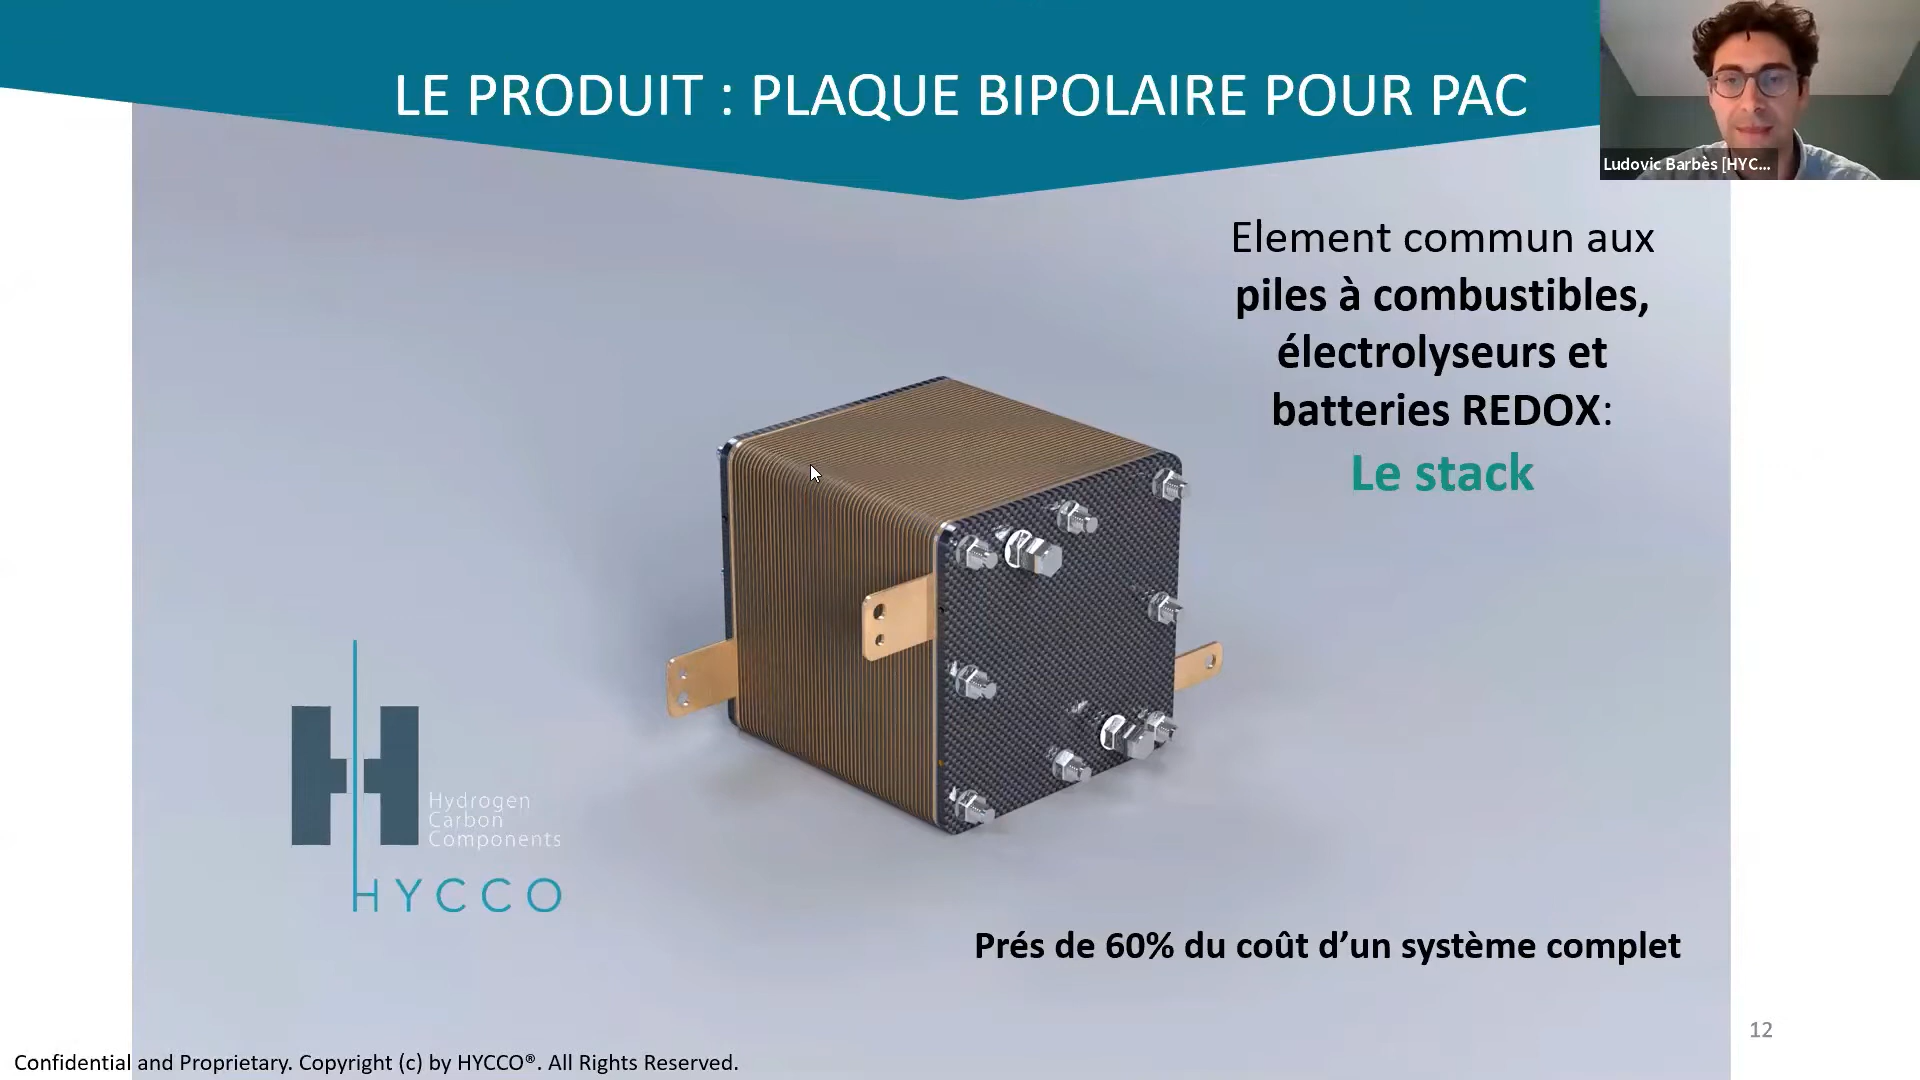 LE PRODUIT : PLAQUE BIPOLAIRE POUR PAC
Ludovic Barbès [HYC...
Element commun aux
piles à combustibles,
électrolyseurs et
batteries REDOX:
Le stack
Hydrogen
Carbon
Components
HYCCO
Prés de 60% du coût d’un système complet
12
Confidential and Proprietary. Copyright (c) by HYCCO®. All Rights Reserved.